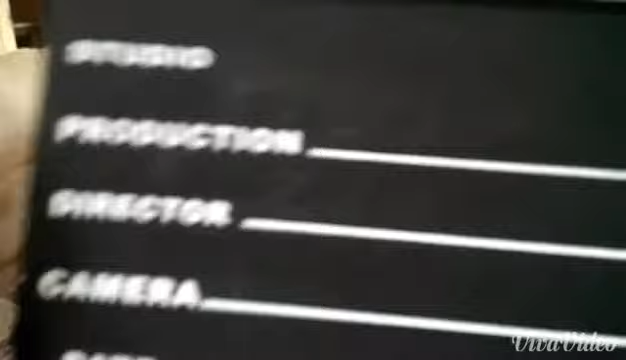 STUDIO
PRODUCTION
DIRECTOR
CAMERA
VivaVideo